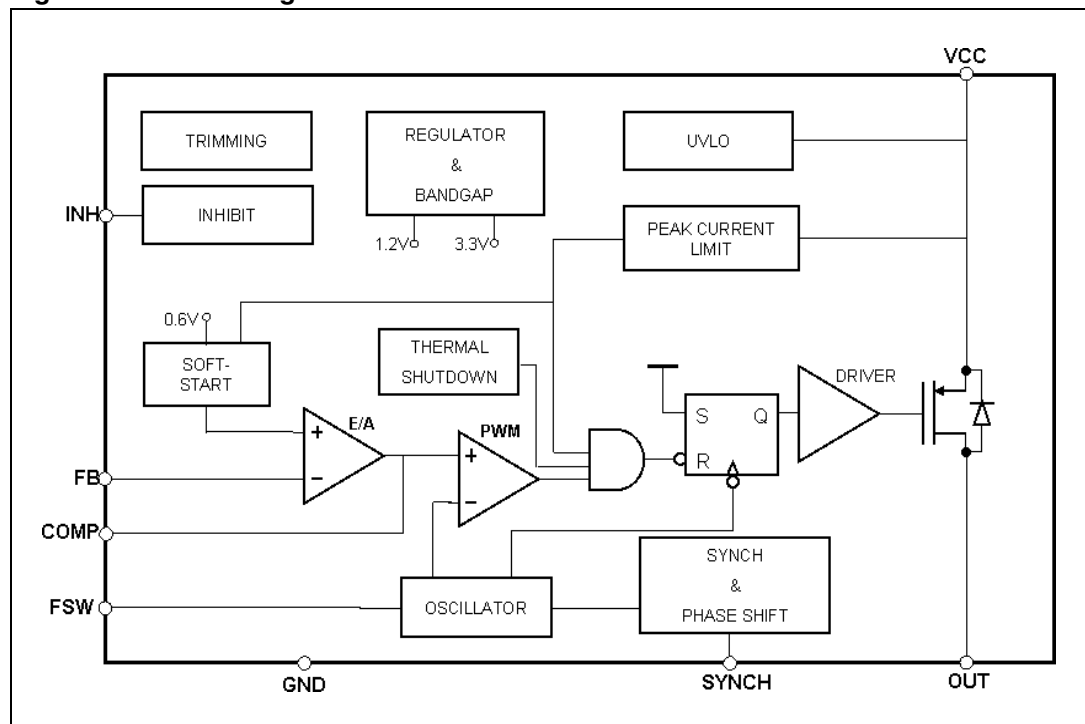 VCC
TRIMMING
REGULATOR
&
BANDGAP
UVLO
INH
INHIBIT
1.2V
3.3V
PEAK CURRENT
LIMIT
0.6V
SOFT-
START
THERMAL
SHUTDOWN
DRIVER
E/A
PWM
S
Q
R
+
-
+
-
FB
COMP
FSW
OSCILLATOR
SYNCH
&
PHASE SHIFT
GND
SYNCH
OUT